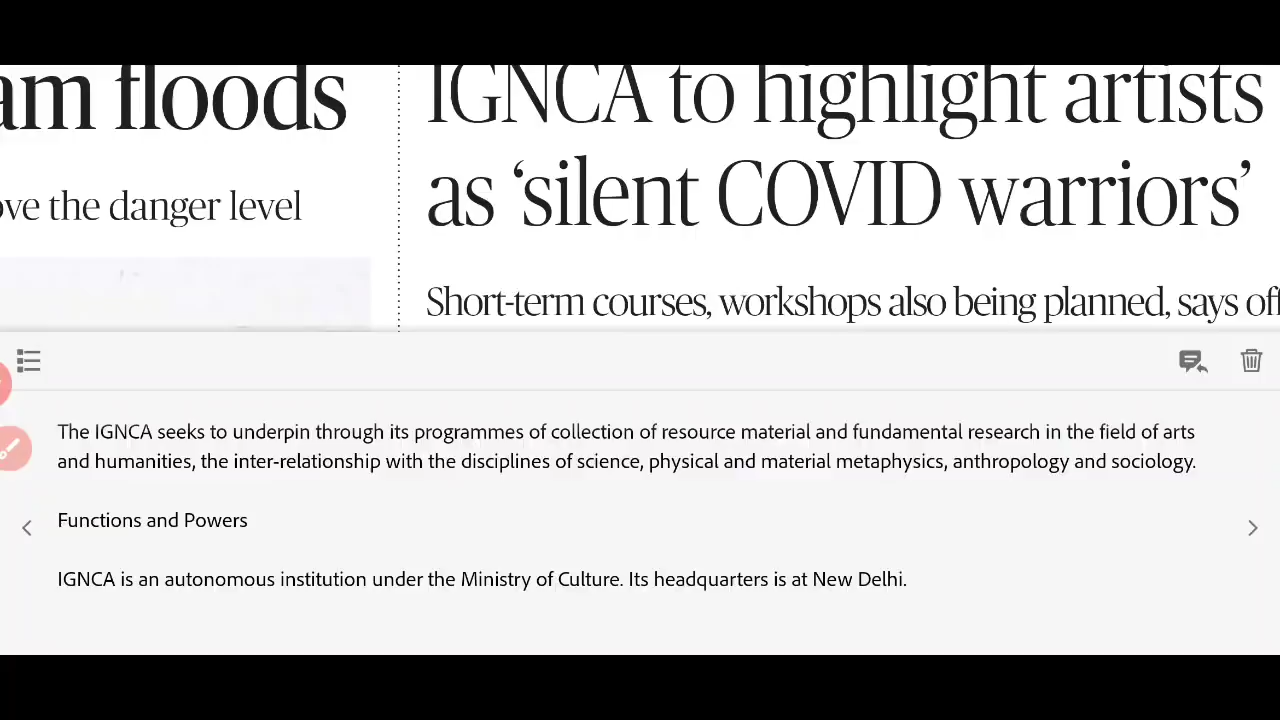 am floods
ove the danger level
IGNCA to highlight artists
as ‘silent COVID warriors’
Short-term courses, workshops also being planned, says off
The IGNCA seeks to underpin through its programmes of collection of resource material and fundamental research in the field of arts
and humanities, the inter-relationship with the disciplines of science, physical and material metaphysics, anthropology and sociology.
Functions and Powers
IGNCA is an autonomous institution under the Ministry of Culture. Its headquarters is at New Delhi.